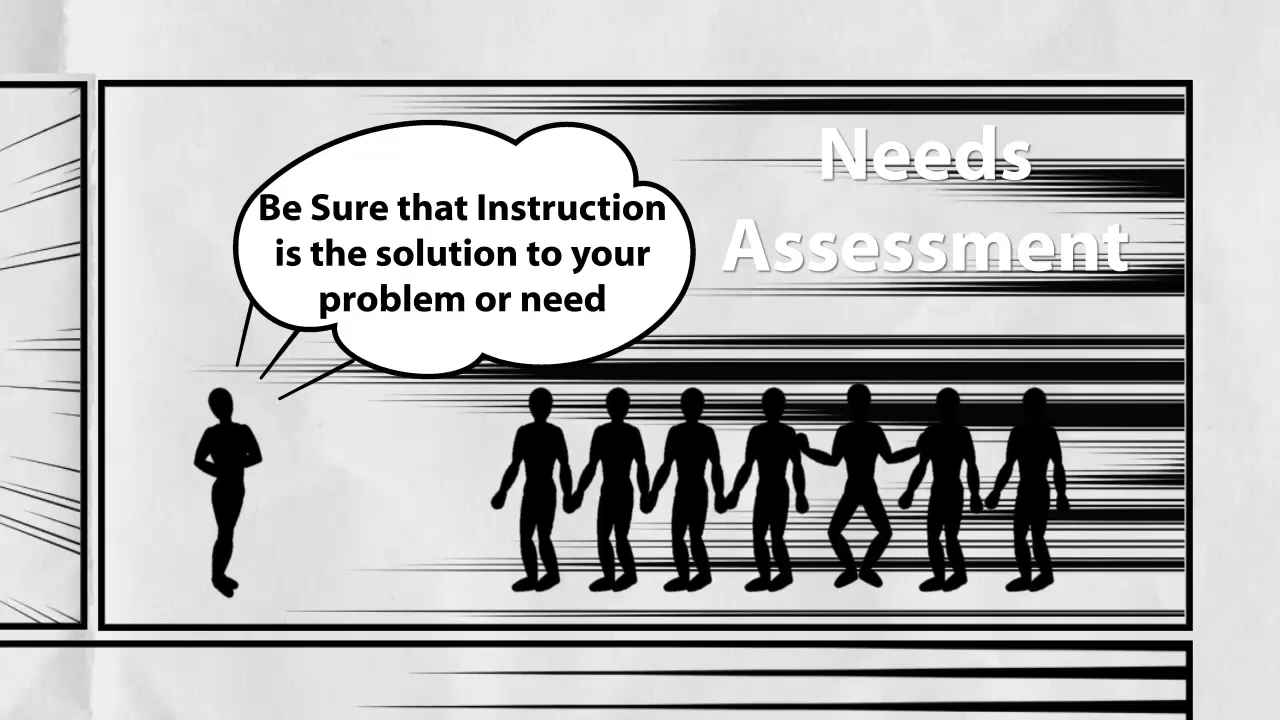 Needs
Assessment
Be Sure that Instruction
is the solution to your
problem or need